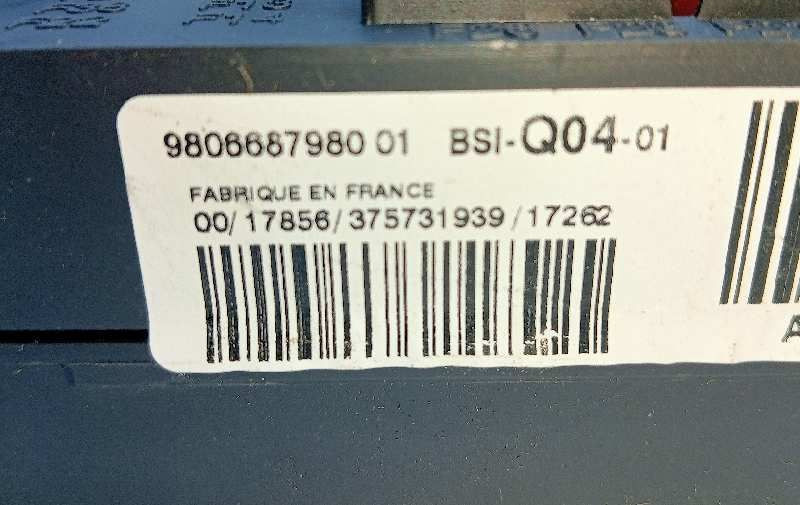 9806687980 01 BSI-Q04-01
FABRIQUE EN FRANCE
00/17856/375731939/17262
A